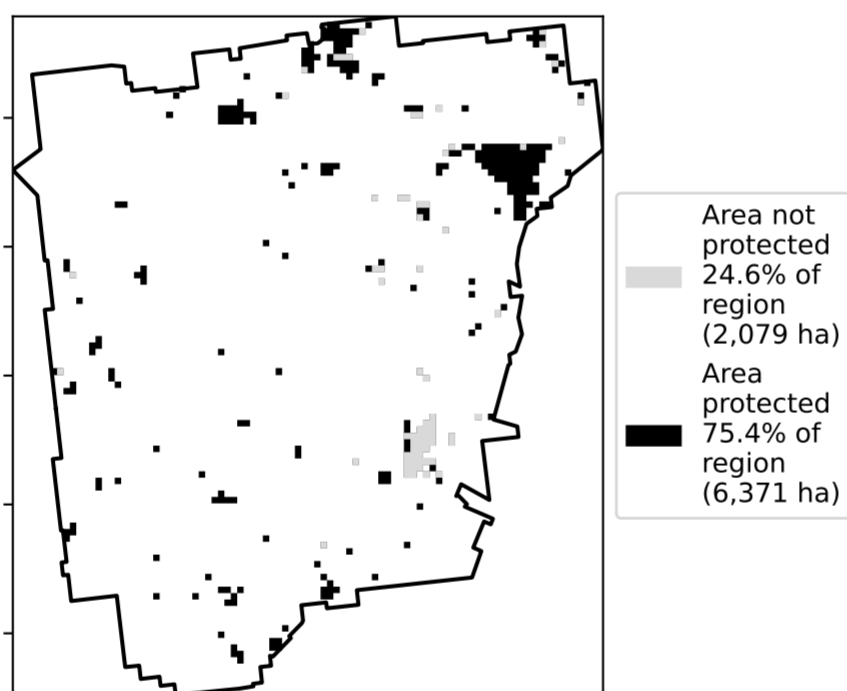 Area not
protected
24.6% of
region
(2,079 ha)
Area
protected
75.4% of
region
(6,371 ha)